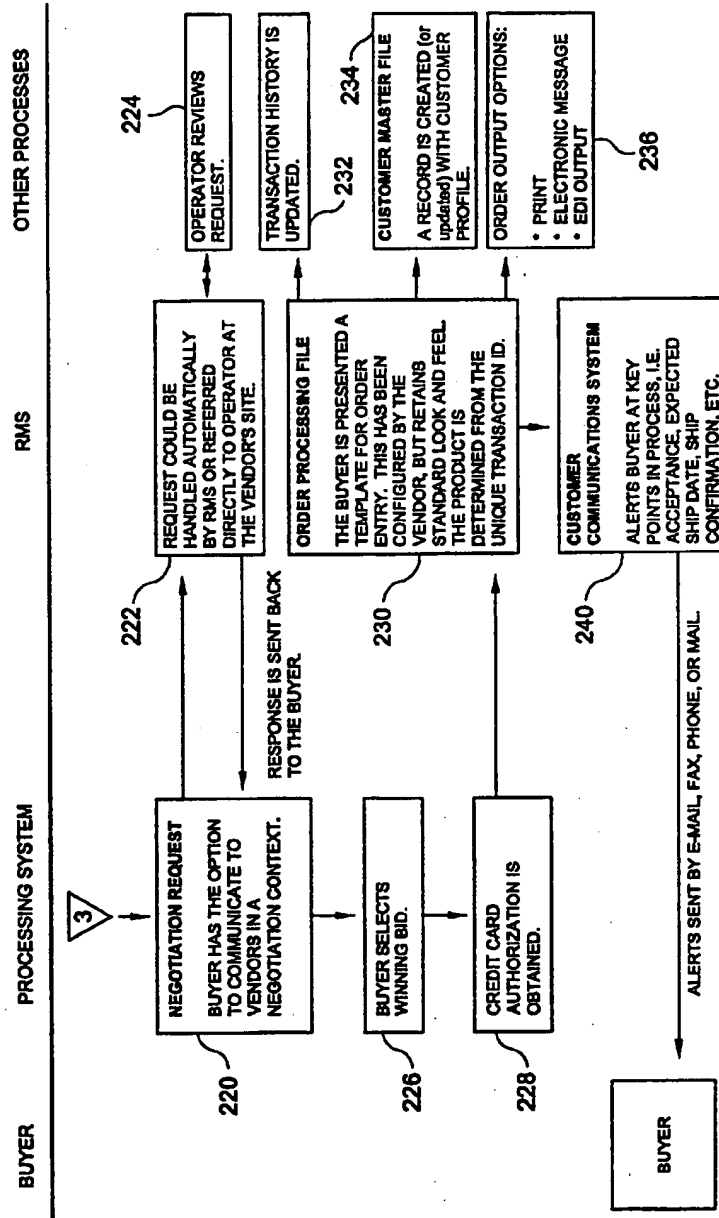 BUYER
PROCESSING SYSTEM
RMS
OTHER PROCESSES
3
NEGOTIATION REQUEST
BUYER HAS THE OPTION
TO COMMUNICATE TO
VENDORS IN A
NEGOTIATION CONTEXT.
220
REQUEST COULD BE
HANDLED AUTOMATICALLY
BY RMS OR REFERRED
DIRECTLY TO OPERATOR AT
THE VENDOR'S SITE.
222
OPERATOR REVIEWS
REQUEST.
224
RESPONSE IS SENT BACK
TO THE BUYER.
BUYER SELECTS
WINNING BID.
226
CREDIT CARD
AUTHORIZATION IS
OBTAINED.
228
ORDER PROCESSING FILE
THE BUYER IS PRESENTED A
TEMPLATE FOR ORDER
ENTRY. THIS HAS BEEN
CONFIGURED BY THE
VENDOR, BUT RETAINS
STANDARD LOOK AND FEEL.
THE PRODUCT IS
DETERMINED FROM THE
UNIQUE TRANSACTION ID.
230
TRANSACTION HISTORY IS
UPDATED.
232
CUSTOMER MASTER FILE
A RECORD IS CREATED (or
updated) WITH CUSTOMER
PROFILE.
234
ORDER OUTPUT OPTIONS:
* PRINT
* ELECTRONIC MESSAGE
* EDI OUTPUT
236
CUSTOMER
COMMUNICATIONS SYSTEM
ALERTS BUYER AT KEY
POINTS IN PROCESS, I.E.
ACCEPTANCE, EXPECTED
SHIP DATE, SHIP
CONFIRMATION, ETC.
240
ALERTS SENT BY E-MAIL, FAX, PHONE, OR MAIL.
BUYER